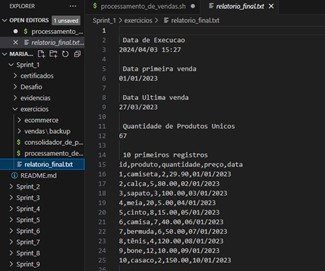 EXPLORER
OPEN EDITORS 1 unsaved
processamento_...
relatorio_final.txt
MARIA...
Sprint_1
certificados
Desafio
evidencias
exercicios
ecommerce
vendas \ backup
consolidador_de_p...
processamento_de...
relatorio_final.txt
README.md
Sprint_2
Sprint_3
Sprint_4
Sprint_5
Sprint_6
Sprint_7
Sprint_8
Sprint_9
Sprint_10
processamento_de_vendas.sh
relatorio_final.txt
Sprint_1 > exercicios > relatorio_final.txt
1
2 Data de Execucao
3 2024/04/03 15:27
4
5 Data primeira venda
6 01/01/2023
7
8 Data Ultima venda
9 27/03/2023
10
11 Quantidade de Produtos Unicos
12 67
13
14 10 primeiros registros
15 id,produto,quantidade,preço,data
16 1,camiseta,2,29.90,01/01/2023
17 2,calça,5,80.00,02/01/2023
18 3,sapato,3,100.00,03/01/2023
19 4,meia,20,5.00,04/01/2023
20 5,cinto,8,15.00,05/01/2023
21 6,camisa,7,40.00,06/01/2023
22 7,bermuda,6,50.00,07/01/2023
23 8,tênis,4,120.00,08/01/2023
24 9,bone,12,10.00,09/01/2023
25 10,casaco,2,150.00,10/01/2023